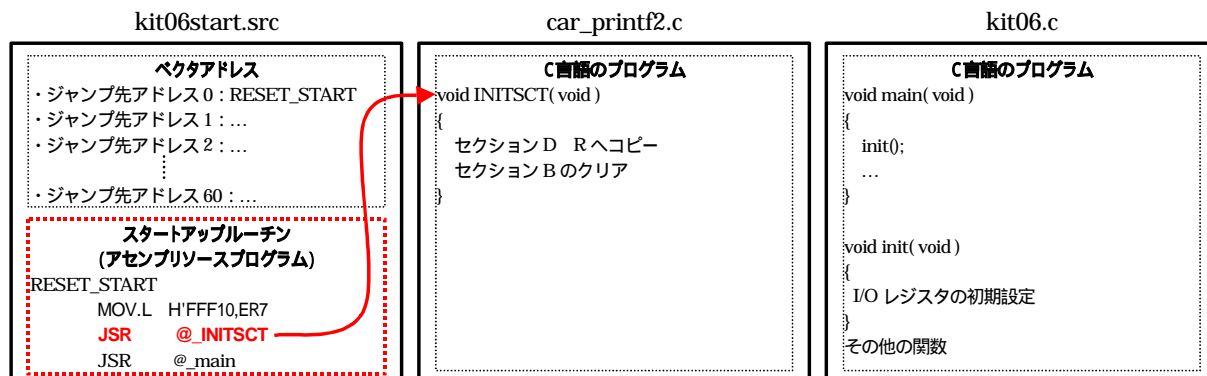 kit06start.src
ベクタアドレス
・ジャンプ先アドレス 0 : RESET_START
・ジャンプ先アドレス 1 : …
・ジャンプ先アドレス 2 : …
⋮
・ジャンプ先アドレス 60 : …
スタートアップルーチン
(アセンブリソースプログラム)
RESET_START
MOV.L H'FFF10,ER7
JSR @_INITSCT
JSR @_main
car_printf2.c
C言語のプログラム
void INITSCT( void )
{
セクション D R へコピー
セクション B のクリア
}
kit06.c
C言語のプログラム
void main( void )
{
init();
…
}
void init( void )
{
I/O レジスタの初期設定
}
その他の関数